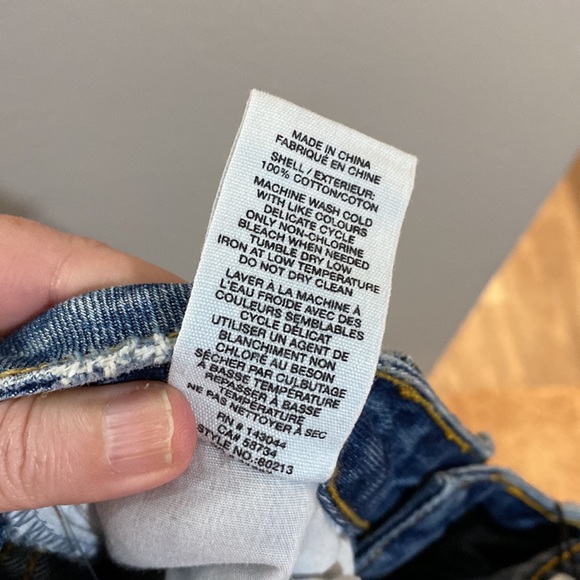 MADE IN CHINA
FABRIQUÉ EN CHINE
SHELL / EXTERIEUR:
100% COTTON/COTON
MACHINE WASH COLD
WITH LIKE COLOURS
DELICATE CYCLE
ONLY NON-CHLORINE
BLEACH WHEN NEEDED
TUMBLE DRY LOW
IRON AT LOW TEMPERATURE
DO NOT DRY CLEAN
LAVER À LA MACHINE À
L'EAU FROIDE AVEC DES
COULEURS SEMBLABLES
CYCLE DÉLICAT
UTILISER UN AGENT DE
BLANCHIMENT NON
CHLORÉ AU BESOIN
SÉCHER PAR CULBUTAGE
À BASSE TEMPÉRATURE
REPASSER À BASSE
TEMPÉRATURE
NE PAS NETTOYER À SEC
RN # 143044
CA# 58734
STYLE NO.:80213